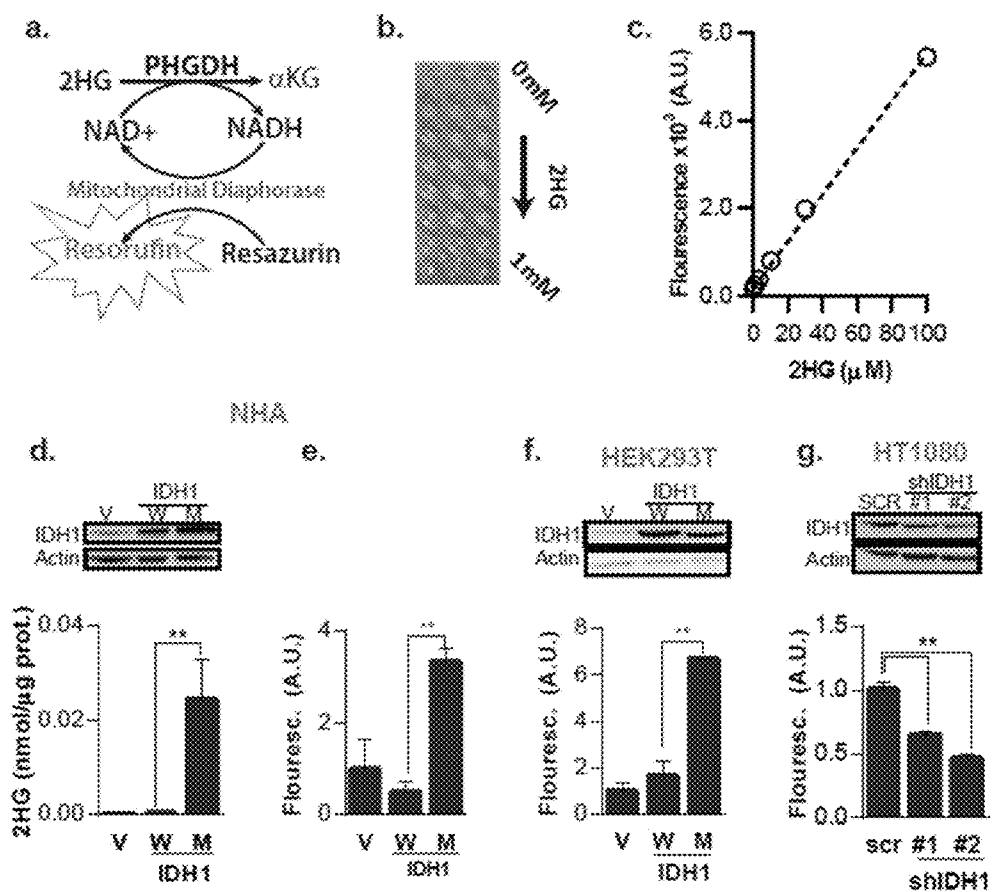 a.
PHGDH
2HG
αKG
NAD+
NADH
Mitochondrial Diaphorase
Resorufin
Resazurin
b.
0mM
2HG
1mM
c.
Flourescence x10³ (A.U.)
6.0
4.0
2.0
0.0
0 20 40 60 80 100
2HG (μM)
NHA
d.
IDH1
V W M
IDH1
Actin
2HG (nmol/μg prot.)
0.04
0.02
0.00
**
V W M
IDH1
e.
Flouresc. (A.U.)
4
2
0
**
V W M
IDH1
f.
HEK293T
IDH1
V W M
IDH1
Actin
Flouresc. (A.U.)
8
6
4
2
0
**
V W M
IDH1
g.
HT1080
shIDH1
SCR #1 #2
IDH1
Actin
Flouresc. (A.U.)
1.5
1.0
0.5
0.0
**
scr #1 #2
shIDH1